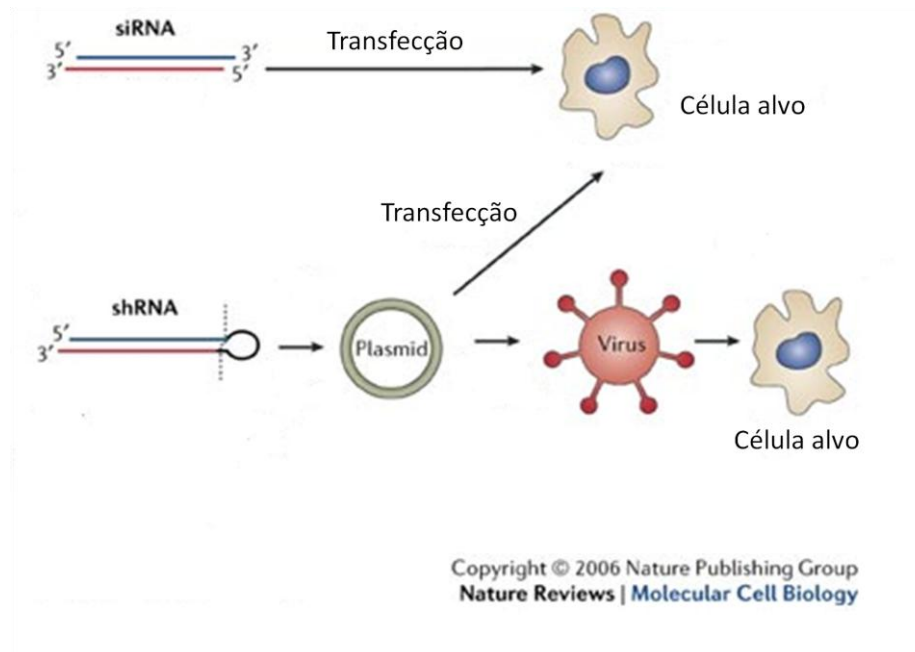 siRNA
5′ 3′
3′ 5′
Transfecção
Célula alvo
Transfecção
shRNA
5′
3′
Plasmid
Virus
Célula alvo
Copyright © 2006 Nature Publishing Group
Nature Reviews | Molecular Cell Biology